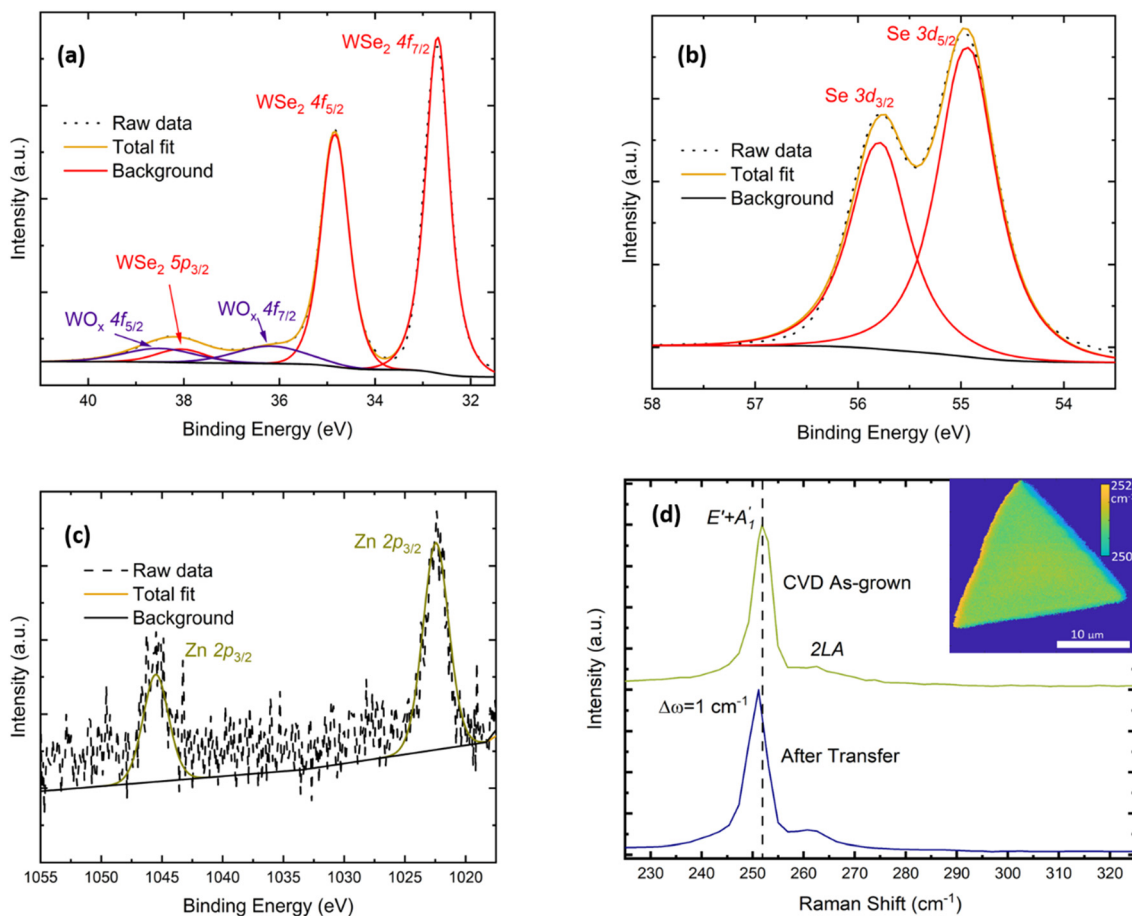 (a)
WSe2 4f7/2
WSe2 4f5/2
Raw data
Total fit
Background
WSe2 5p3/2
WOx 4f5/2
WOx 4f7/2
Intensity (a.u.)
40 38 36 34 32
Binding Energy (eV)
(b)
Se 3d5/2
Se 3d3/2
Raw data
Total fit
Background
Intensity (a.u.)
58 57 56 55 54
Binding Energy (eV)
(c)
Zn 2p3/2
Raw data
Total fit
Background
Zn 2p3/2
Intensity (a.u.)
1055 1050 1045 1040 1035 1030 1025 1020
Binding Energy (eV)
(d)
E'+A'1
252
cm-1
250
10 μm
CVD As-grown
2LA
Δω=1 cm-1
After Transfer
Intensity (a.u.)
230 240 250 260 270 280 290 300 310 320
Raman Shift (cm-1)